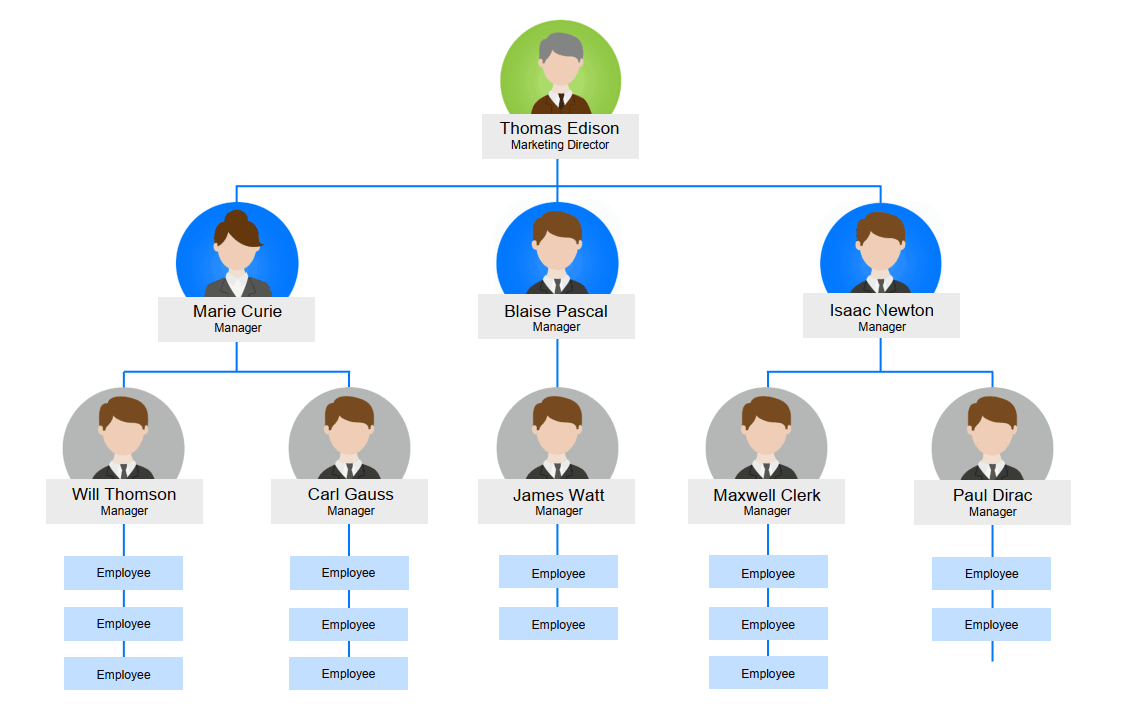 Thomas Edison
Marketing Director
Marie Curie
Manager
Blaise Pascal
Manager
Isaac Newton
Manager
Will Thomson
Manager
Carl Gauss
Manager
James Watt
Manager
Maxwell Clerk
Manager
Paul Dirac
Manager
Employee
Employee
Employee
Employee
Employee
Employee
Employee
Employee
Employee
Employee
Employee
Employee
Employee